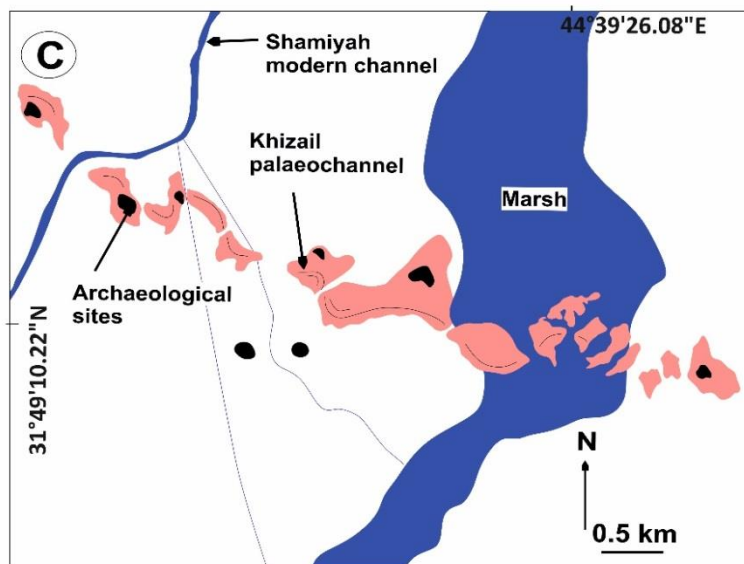 C
Shamiyah
modern channel
44°39'26.08"E
Khizail
palaeochannel
Marsh
Archaeological
sites
31°49'10.22"N
N
0.5 km